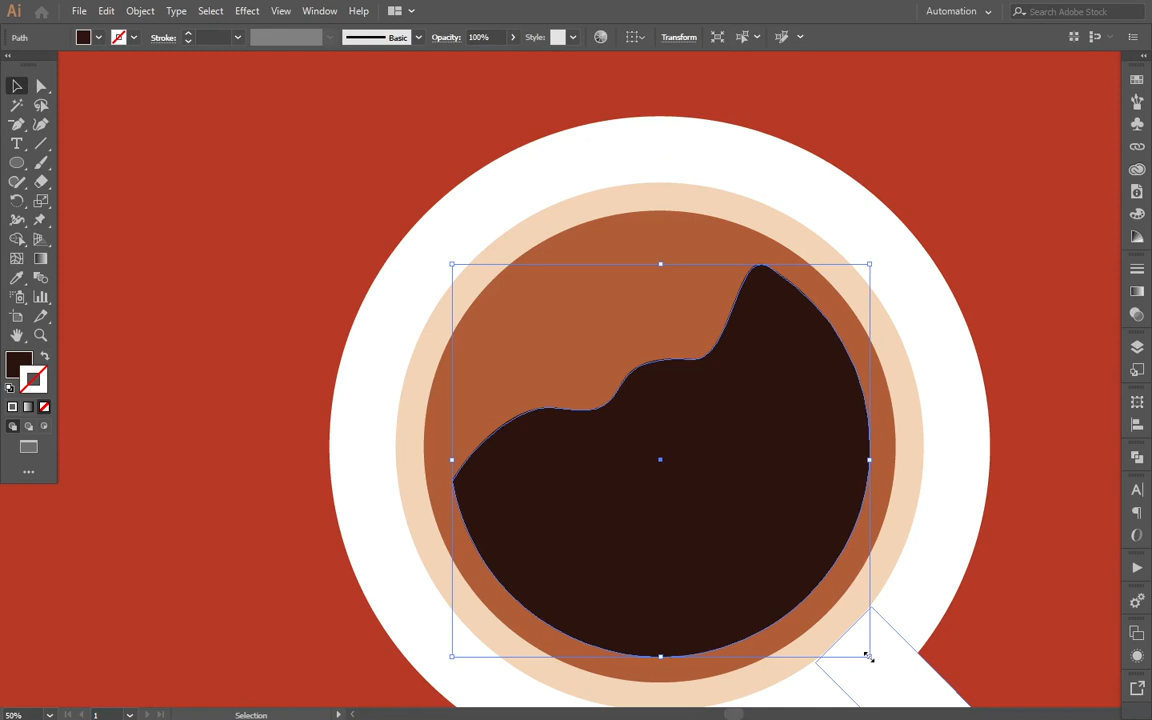 Ai File Edit Object Type Select Effect View Window Help Automation Search Adobe Stock
Path Stroke: Basic Opacity: 100% Style: Transform
50% 1 Selection